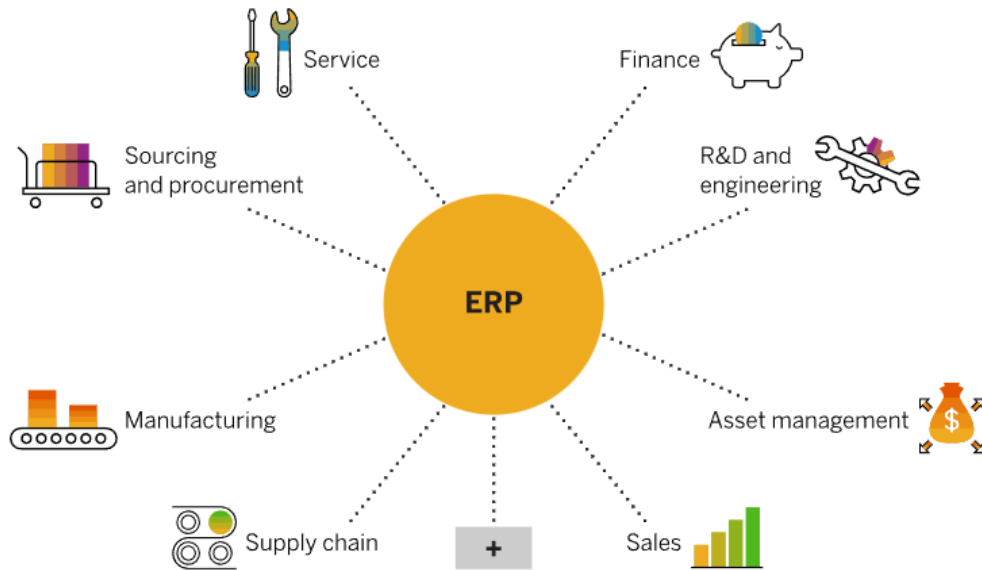 Service
Finance
Sourcing
and procurement
R&D and
engineering
ERP
Manufacturing
Asset management
$
Supply chain
+
Sales